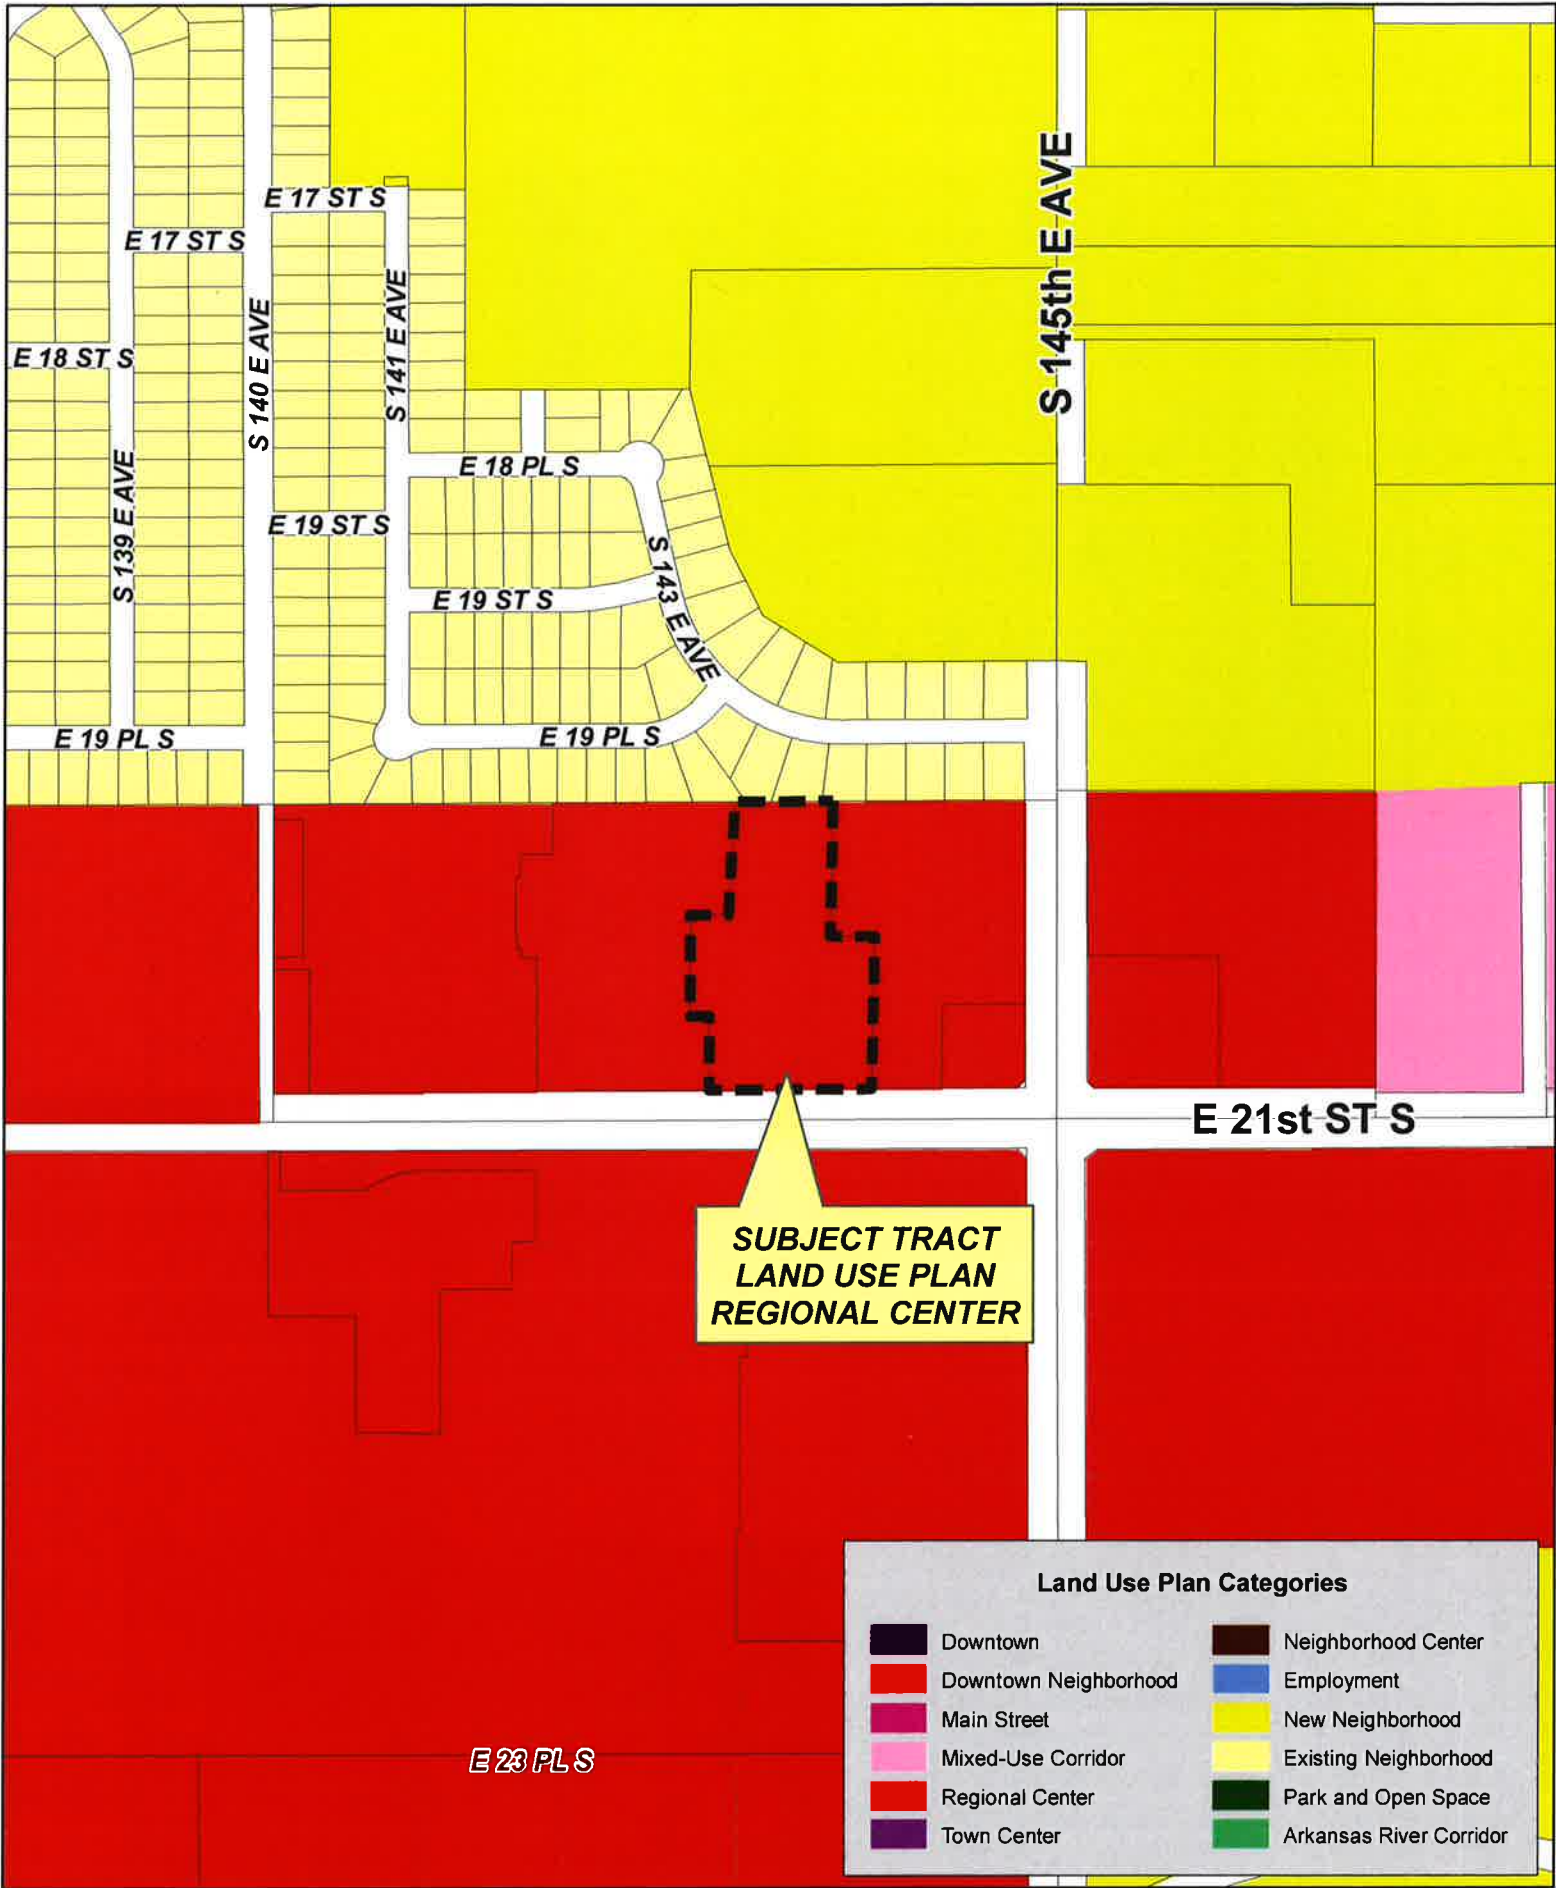 E 17 ST S
E 17 ST S
S 145th E AVE
S 140 E AVE
S 141 E AVE
E 18 ST S
S 139 E AVE
E 18 PL S
E 19 ST S
S 143 E AVE
E 19 ST S
E 19 PL S
E 19 PL S
E 21st ST S
SUBJECT TRACT
LAND USE PLAN
REGIONAL CENTER
E 23 PL S
Land Use Plan Categories
Downtown
Downtown Neighborhood
Main Street
Mixed-Use Corridor
Regional Center
Town Center
Neighborhood Center
Employment
New Neighborhood
Existing Neighborhood
Park and Open Space
Arkansas River Corridor